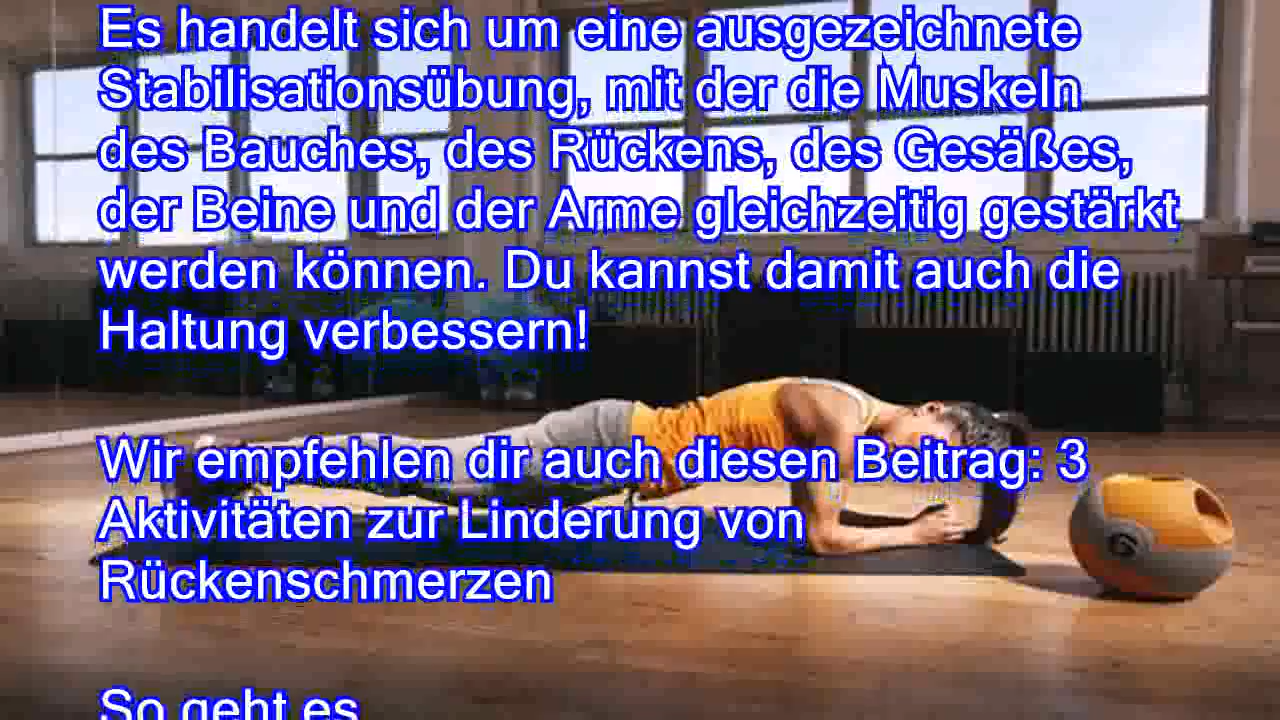 Es handelt sich um eine ausgezeichnete
Stabilisationsübung, mit der die Muskeln
des Bauches, des Rückens, des Gesäßes,
der Beine und der Arme gleichzeitig gestärkt
werden können. Du kannst damit auch die
Haltung verbessern!
Wir empfehlen dir auch diesen Beitrag: 3
Aktivitäten zur Linderung von
Rückenschmerzen
So geht es